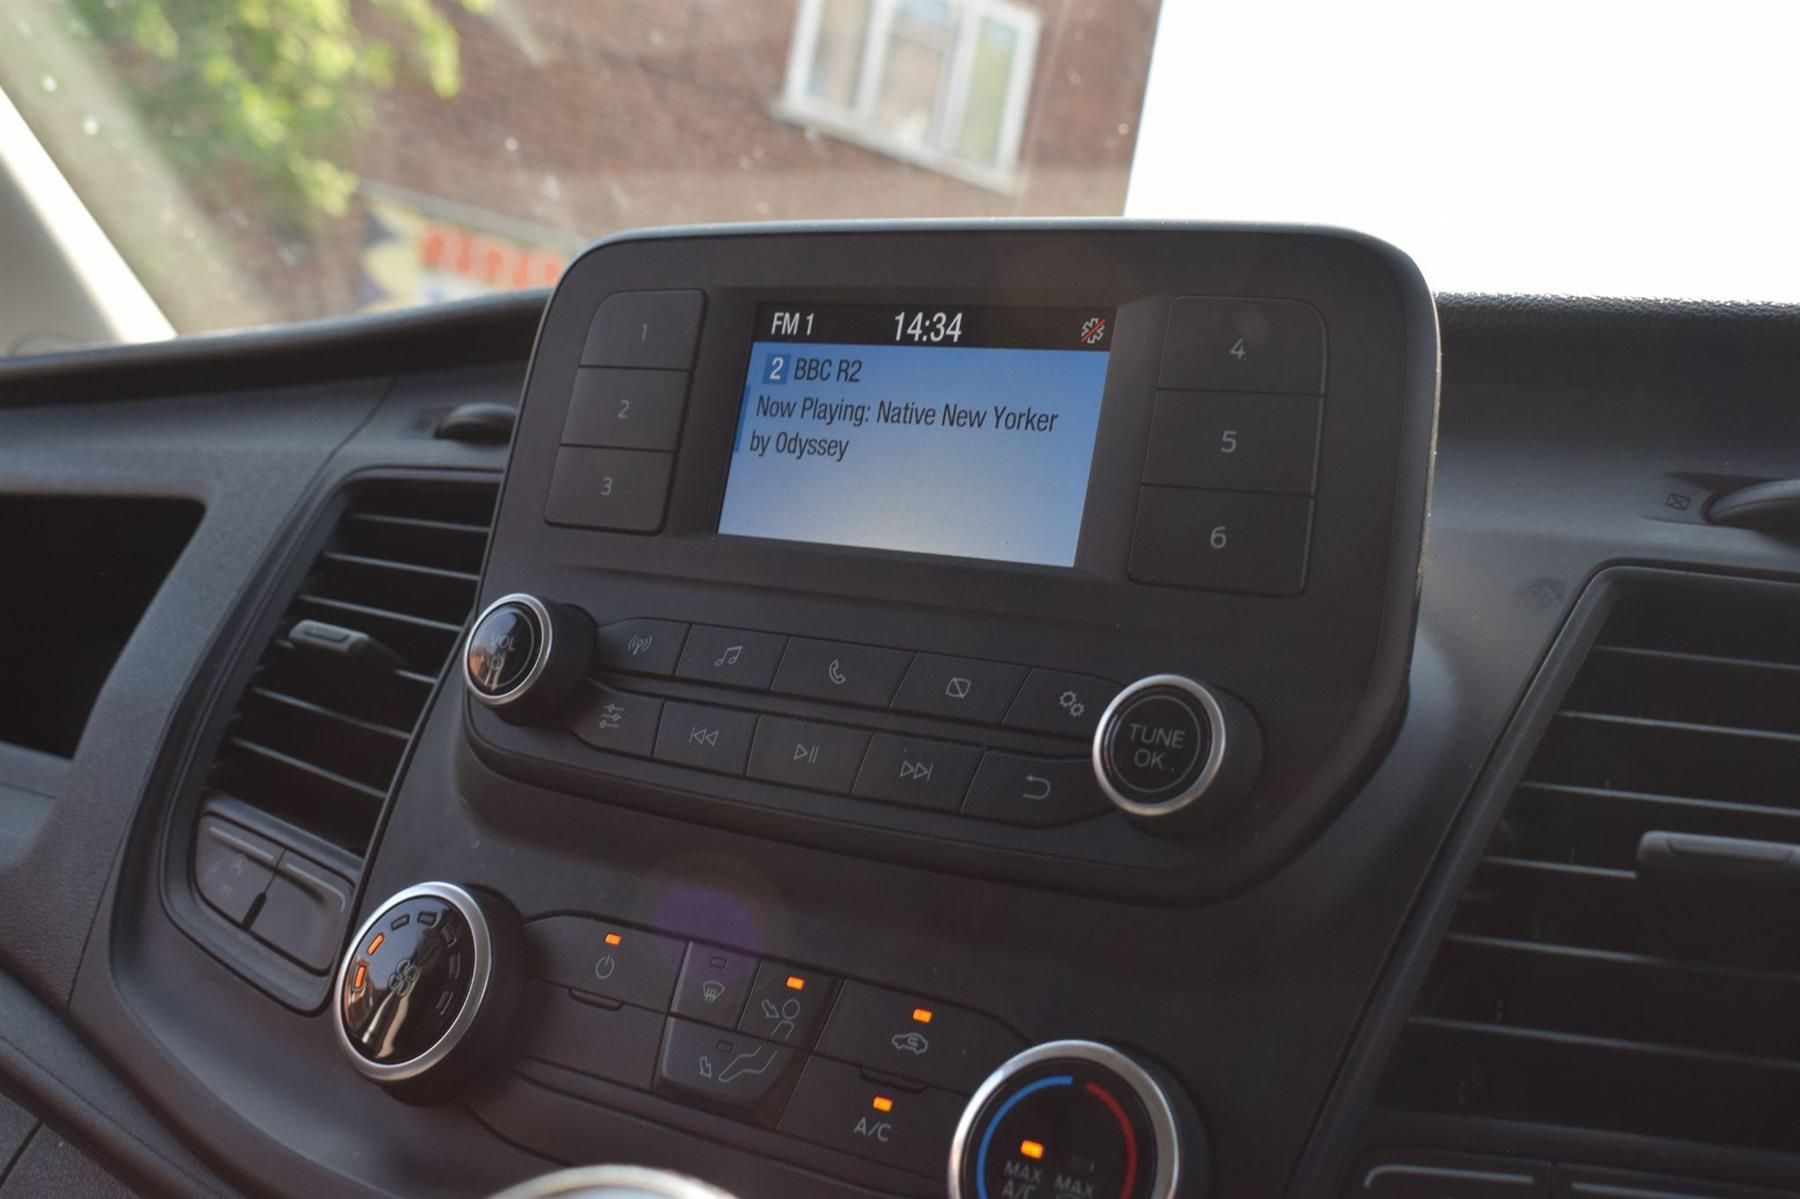 FM 1 14:34
2 BBC R2
Now Playing: Native New Yorker
by Odyssey
1
2
3
4
5
6
VOL
TUNE
OK
A/C
MAX
A/C
MAX